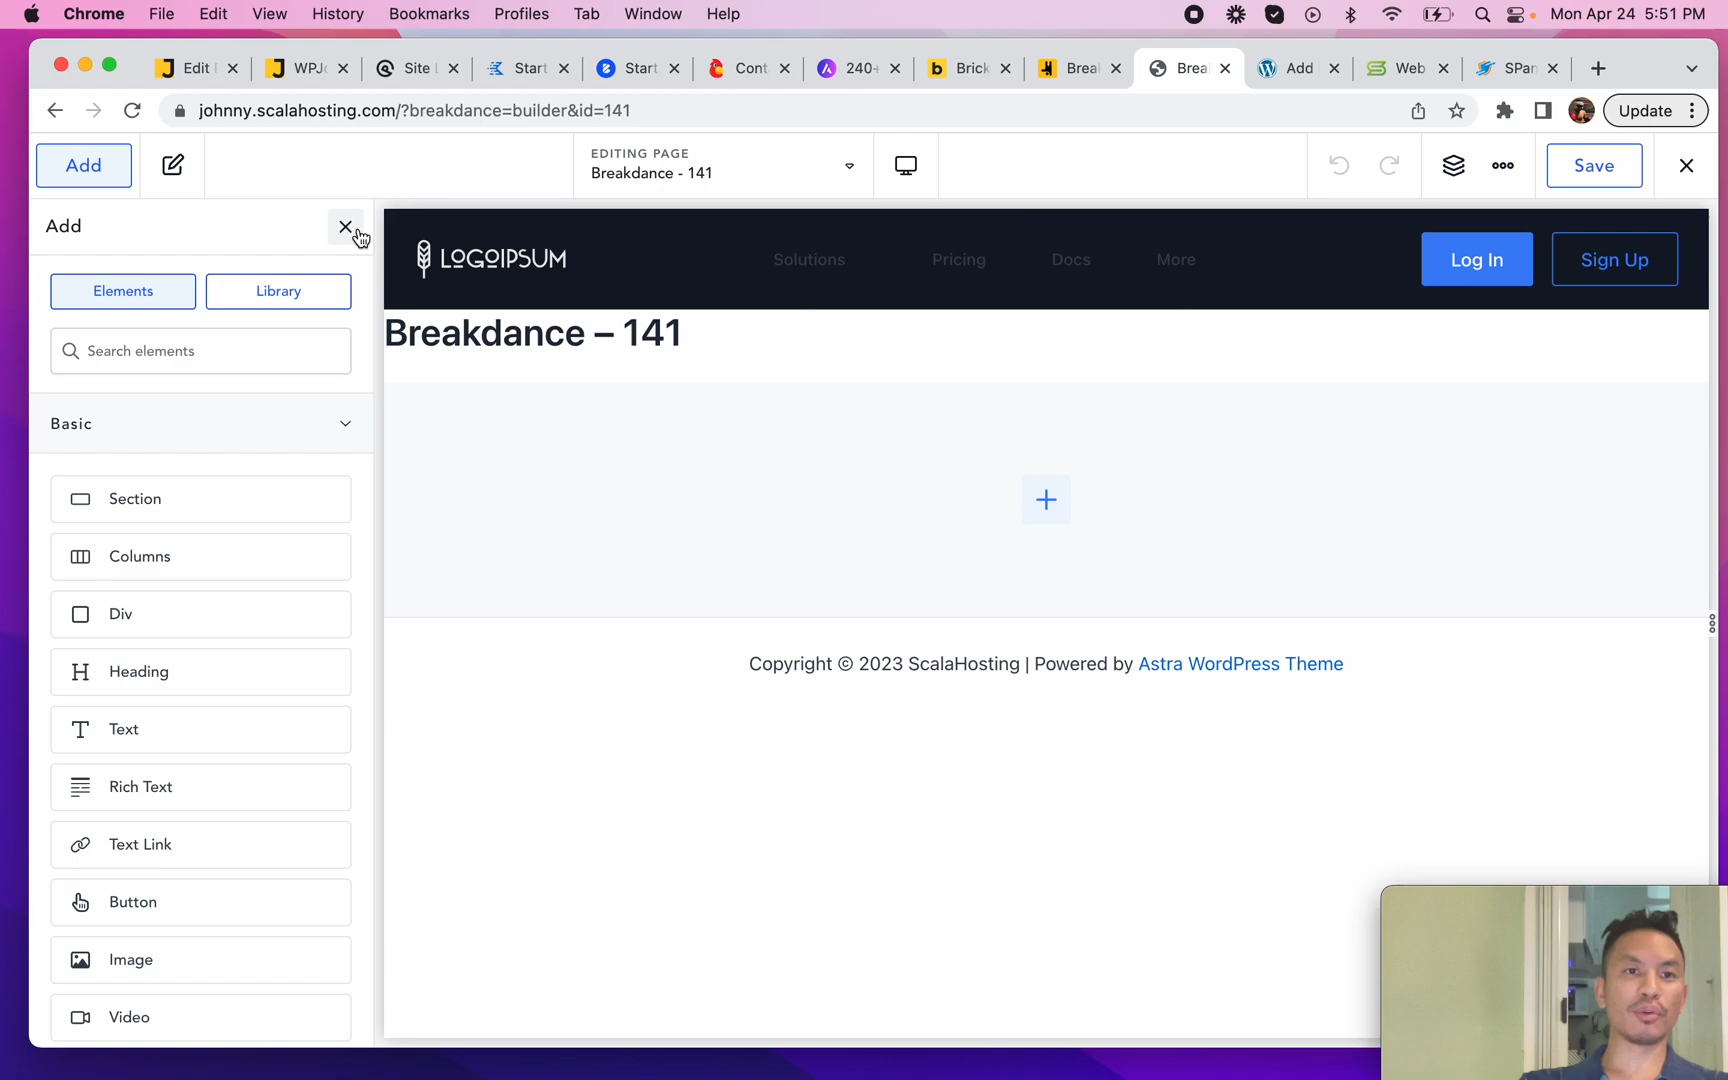 Chrome File Edit View History Bookmarks Profiles Tab Window Help Mon Apr 24 5:51 PM
Edit WPJ Site Start Start Cont 240+ Brick Brea Brea Add Web SPan
johnny.scalahosting.com/?breakdance=builder&id=141 Update
Add EDITING PAGE Save
Breakdance - 141
Add
Elements Library
Search elements
Basic
Section
Columns
Div
Heading
Text
Rich Text
Text Link
Button
Image
Video
LOGOIPSUM Solutions Pricing Docs More Log In Sign Up
Breakdance – 141
Copyright © 2023 ScalaHosting | Powered by Astra WordPress Theme